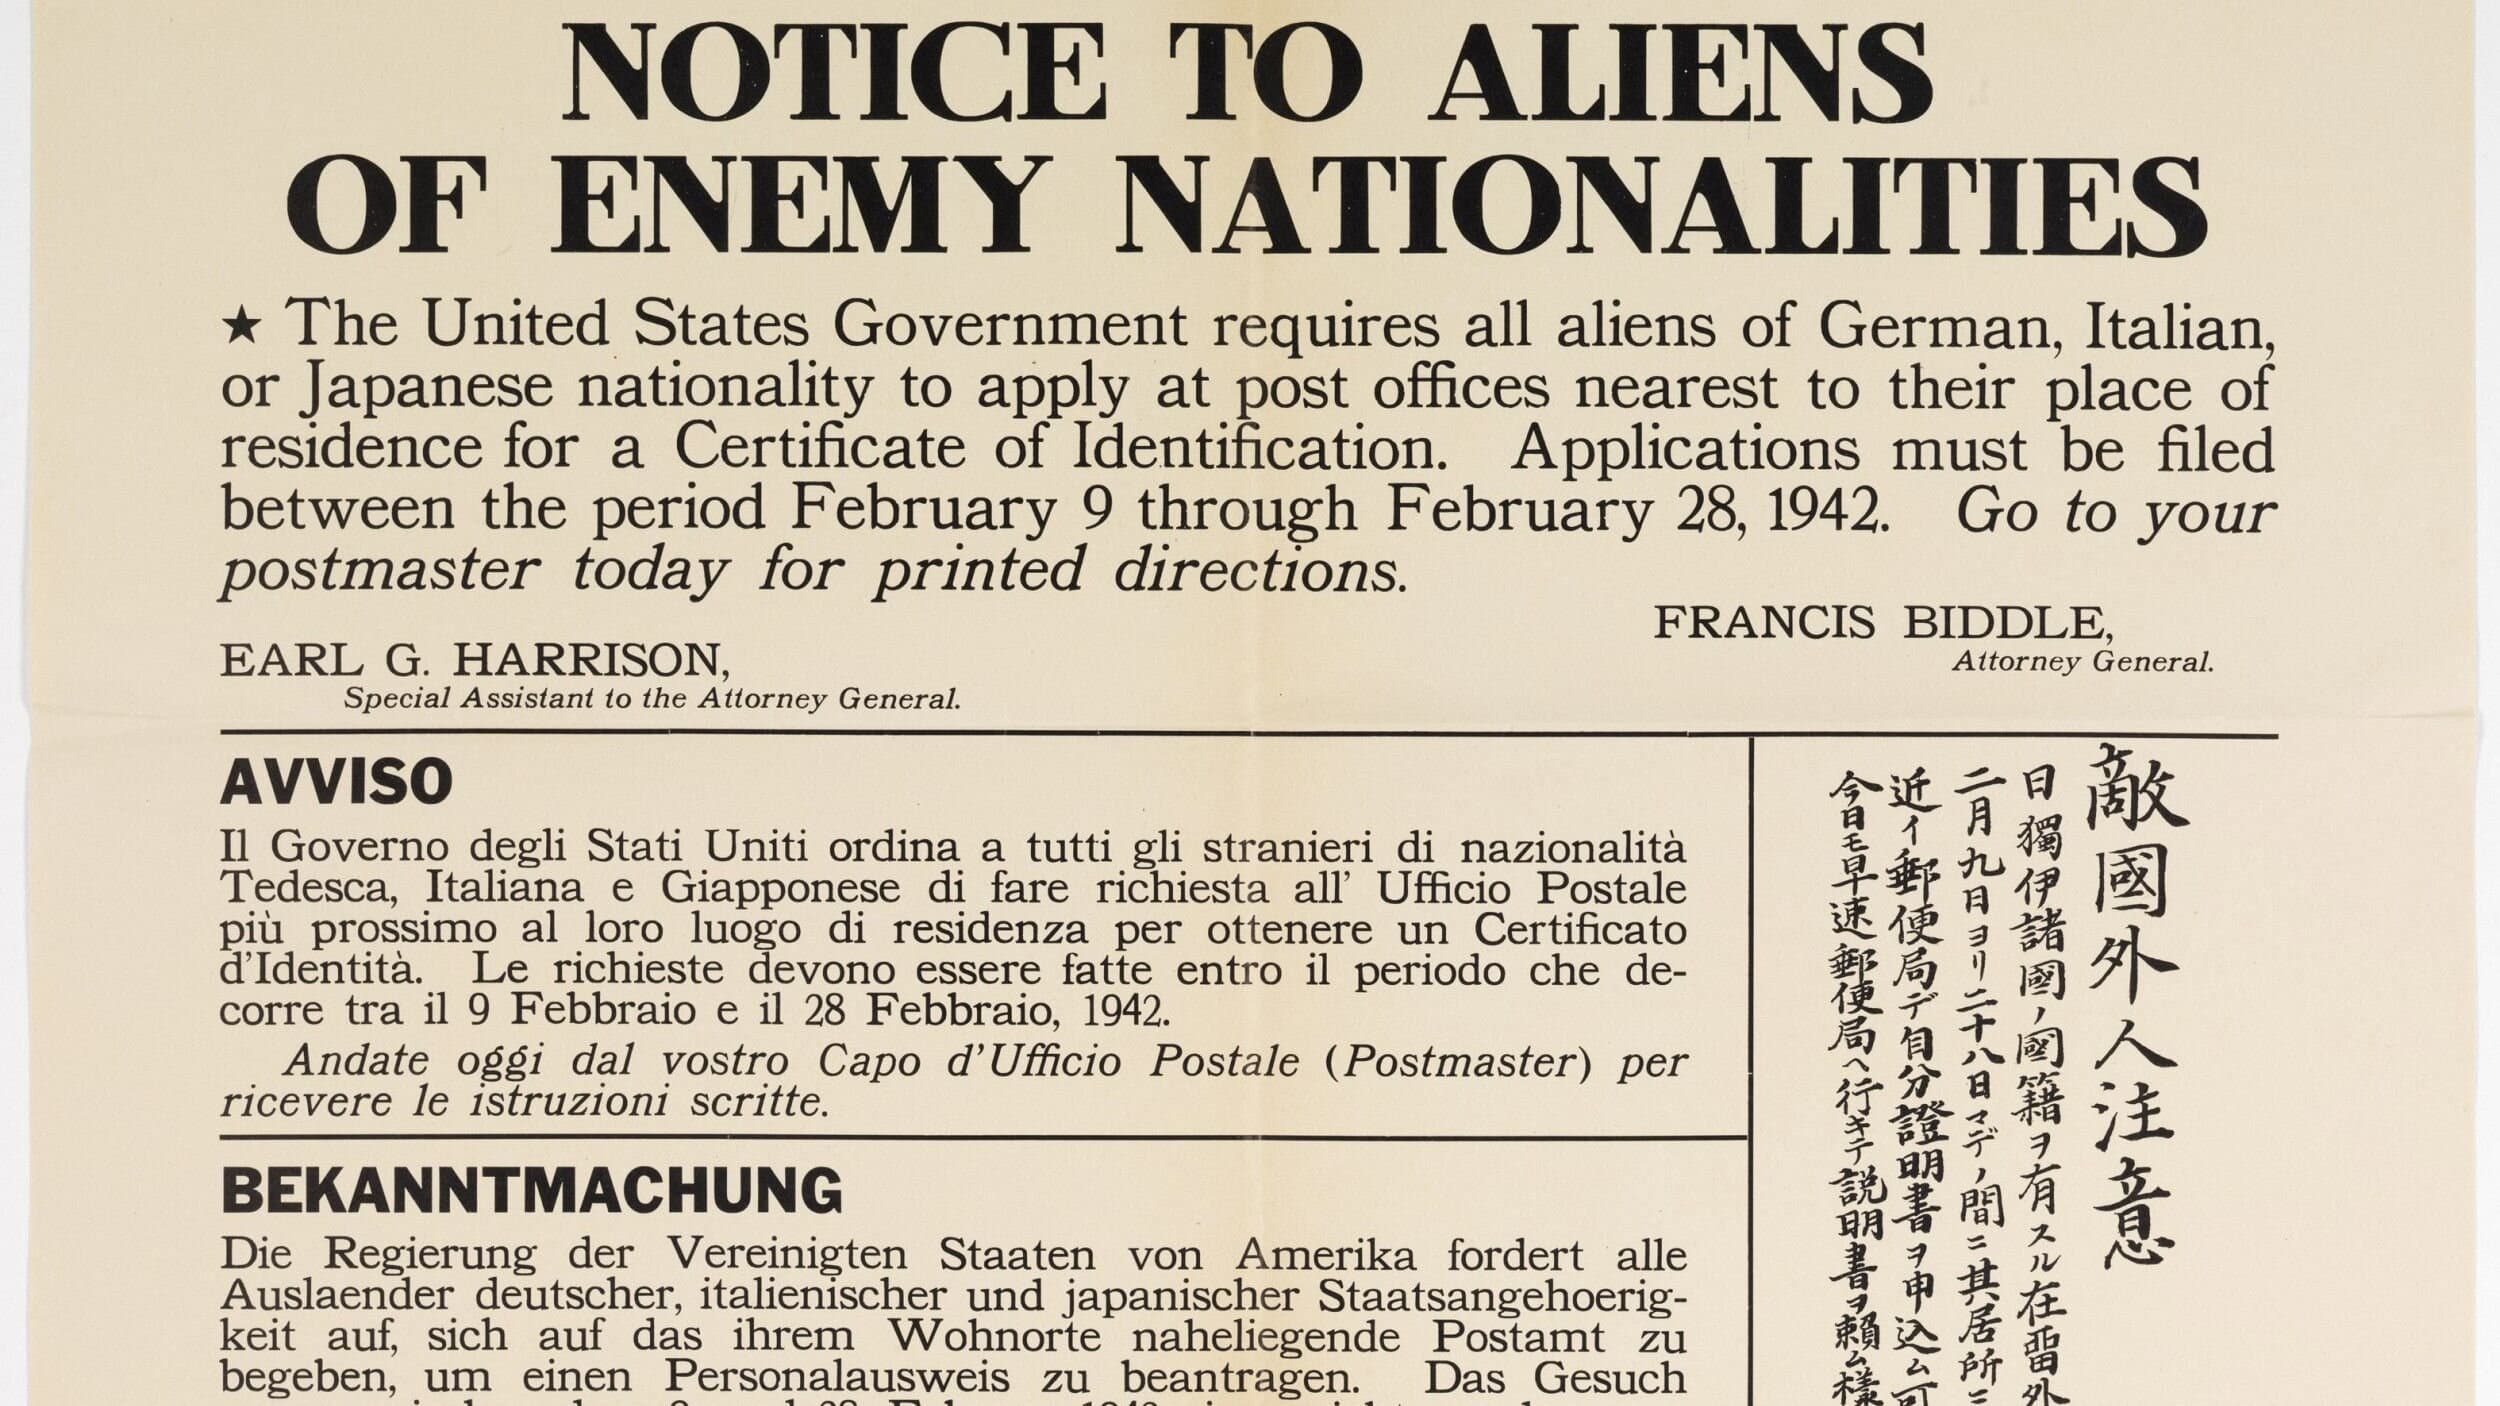 NOTICE TO ALIENS
OF ENEMY NATIONALITIES
★ The United States Government requires all aliens of German, Italian,
or Japanese nationality to apply at post offices nearest to their place of
residence for a Certificate of Identification. Applications must be filed
between the period February 9 through February 28, 1942. Go to your
postmaster today for printed directions.
FRANCIS BIDDLE,
Attorney General.
EARL G. HARRISON,
Special Assistant to the Attorney General.
AVVISO
Il Governo degli Stati Uniti ordina a tutti gli stranieri di nazionalità
Tedesca, Italiana e Giapponese di fare richiesta all' Ufficio Postale
più prossimo al loro luogo di residenza per ottenere un Certificato
d'Identità. Le richieste devono essere fatte entro il periodo che de-
corre tra il 9 Febbraio e il 28 Febbraio, 1942.
Andate oggi dal vostro Capo d'Ufficio Postale (Postmaster) per
ricevere le istruzioni scritte.
BEKANNTMACHUNG
Die Regierung der Vereinigten Staaten von Amerika fordert alle
Auslaender deutscher, italienischer und japanischer Staatsangehoerig-
keit auf, sich auf das ihrem Wohnorte naheliegende Postamt zu
begeben, um einen Personalausweis zu beantragen. Das Gesuch
敵國外人注意
日獨伊諸國ノ國籍ヲ有スル在留外
二月九日ヨリ二十八日マデノ間ニ其居所ニ
近イ郵便局デ自分證明書ヲ申込ム可
今日モ早速郵便局ヘ行キテ説明書ヲ頼ム樣